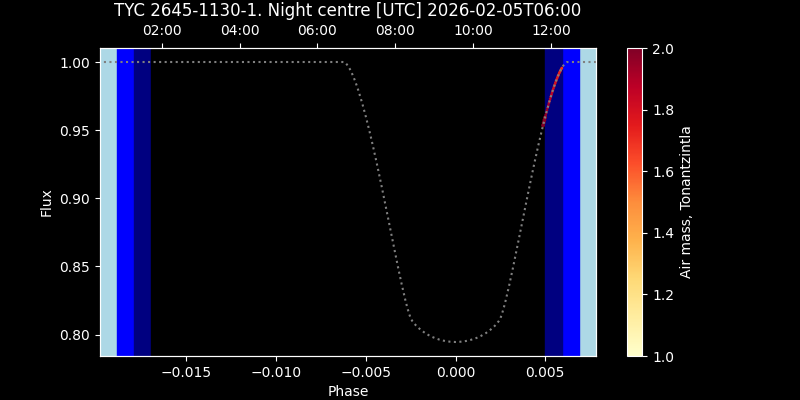 TYC 2645-1130-1. Night centre [UTC] 2026-02-05T06:00
02:00 04:00 06:00 08:00 10:00 12:00
1.00
0.95
0.90
0.85
0.80
Flux
−0.015 −0.010 −0.005 0.000 0.005
Phase
2.0
1.8
1.6
1.4
1.2
1.0
Air mass, Tonantzintla